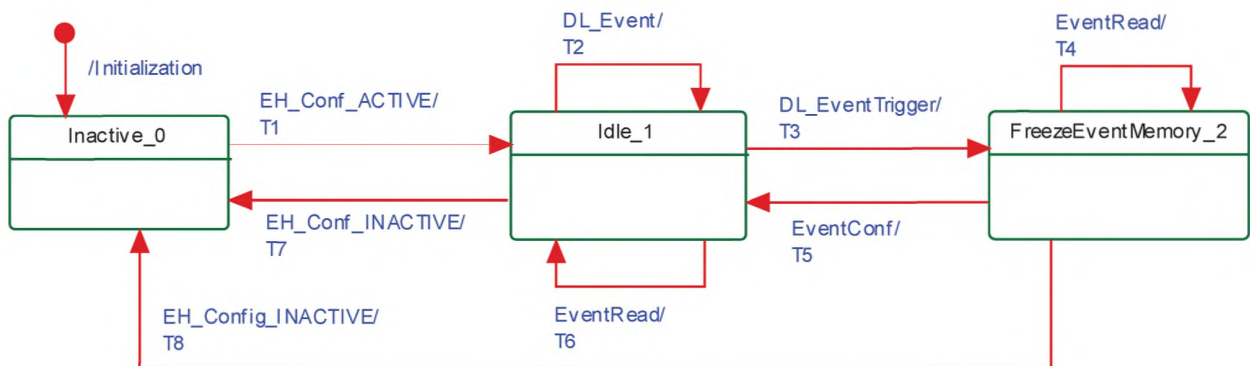 DL_Event/
T2
EventRead/
T4
/Initialization
EH_Conf_ACTIVE/
T1
DL_EventTrigger/
T3
Inactive_0
Idle_1
FreezeEventMemory_2
EH_Conf_INACTIVE/
T7
EventConf/
T5
EH_Config_INACTIVE/
T8
EventRead/
T6